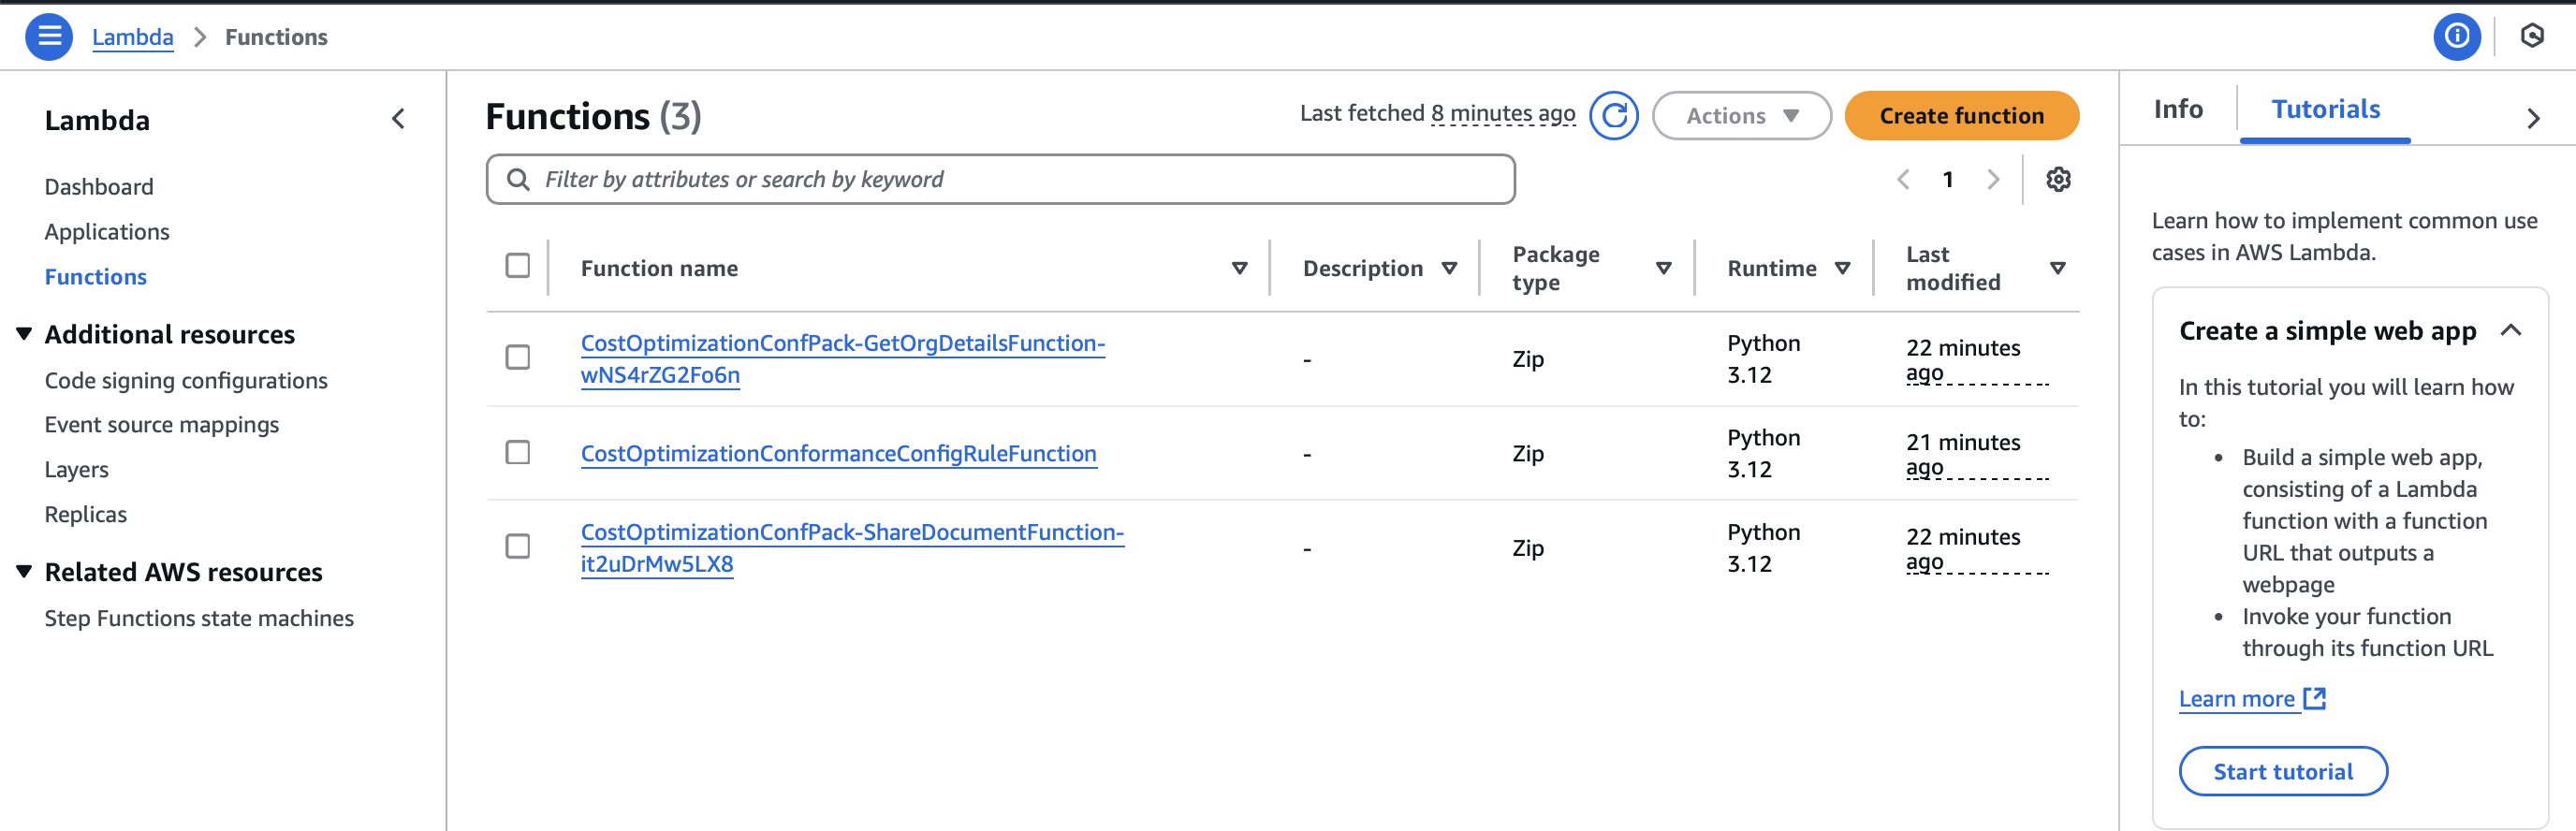 Lambda > Functions
Lambda
Dashboard
Applications
Functions
Additional resources
Code signing configurations
Event source mappings
Layers
Replicas
Related AWS resources
Step Functions state machines
Functions (3)
Last fetched 8 minutes ago
Actions
Create function
Filter by attributes or search by keyword
1
Function name
Description
Package
type
Runtime
Last
modified
CostOptimizationConfPack-GetOrgDetailsFunction-
wNS4rZG2Fo6n
-
Zip
Python
3.12
22 minutes
ago
CostOptimizationConformanceConfigRuleFunction
-
Zip
Python
3.12
21 minutes
ago
CostOptimizationConfPack-ShareDocumentFunction-
it2uDrMw5LX8
-
Zip
Python
3.12
22 minutes
ago
Info
Tutorials
Learn how to implement common use
cases in AWS Lambda.
Create a simple web app
In this tutorial you will learn how
to:
• Build a simple web app,
consisting of a Lambda
function with a function
URL that outputs a
webpage
• Invoke your function
through its function URL
Learn more
Start tutorial